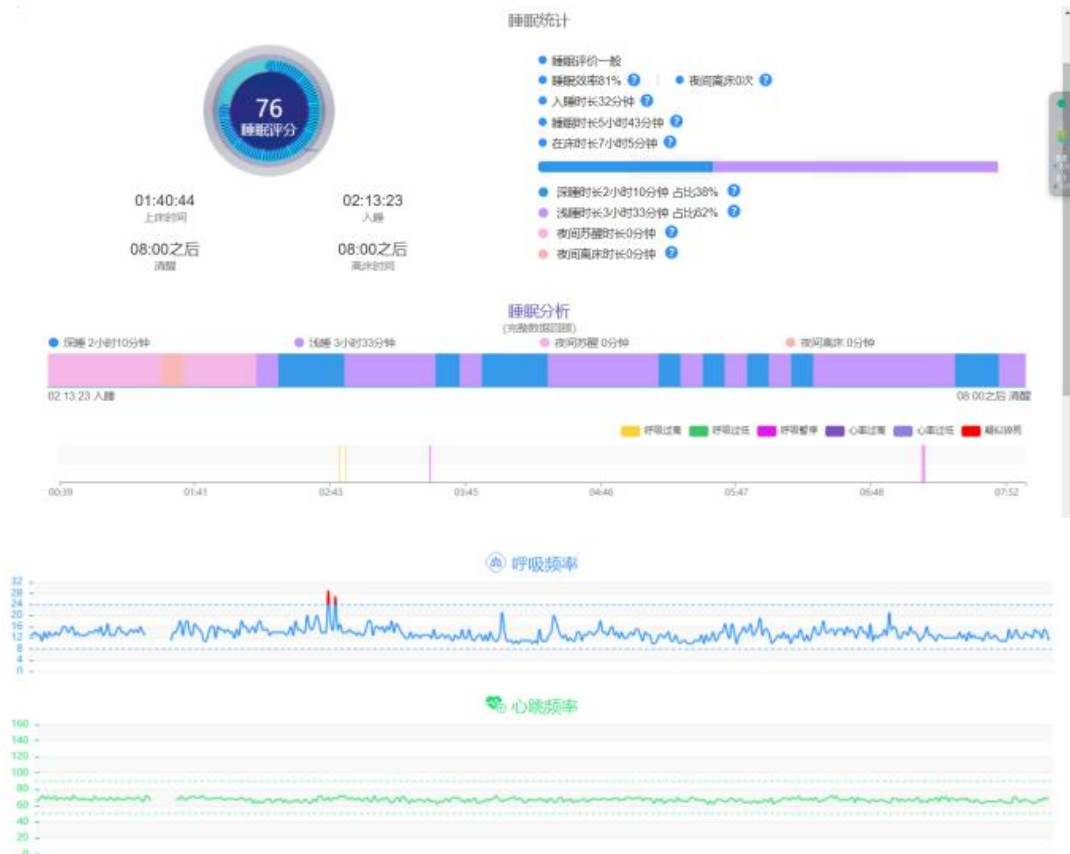 睡眠统计
76
睡眠评分
睡眠评价一般
睡眠效率81% ?
夜间离床0次 ?
入睡时长32分钟 ?
睡眠时长5小时43分钟 ?
在床时长7小时5分钟 ?
01:40:44
上床时间
02:13:23
入睡
08:00之后
清醒
08:00之后
离床时间
深睡时长2小时10分钟 占比38% ?
浅睡时长3小时33分钟 占比62% ?
夜间苏醒时长0分钟 ?
夜间离床时长0分钟 ?
睡眠分析
(完整数据回顾)
深睡 2小时10分钟
浅睡 3小时33分钟
夜间苏醒 0分钟
夜间离床 0分钟
02:13:23 入睡
08:00之后 清醒
呼吸过高
呼吸过低
呼吸暂停
心率过高
心率过低
疑似猝死
00:39
01:41
02:43
03:45
04:46
05:47
06:48
07:52
呼吸频率
32
28
24
20
16
12
8
4
0
心跳频率
160
140
120
100
80
60
40
20
0